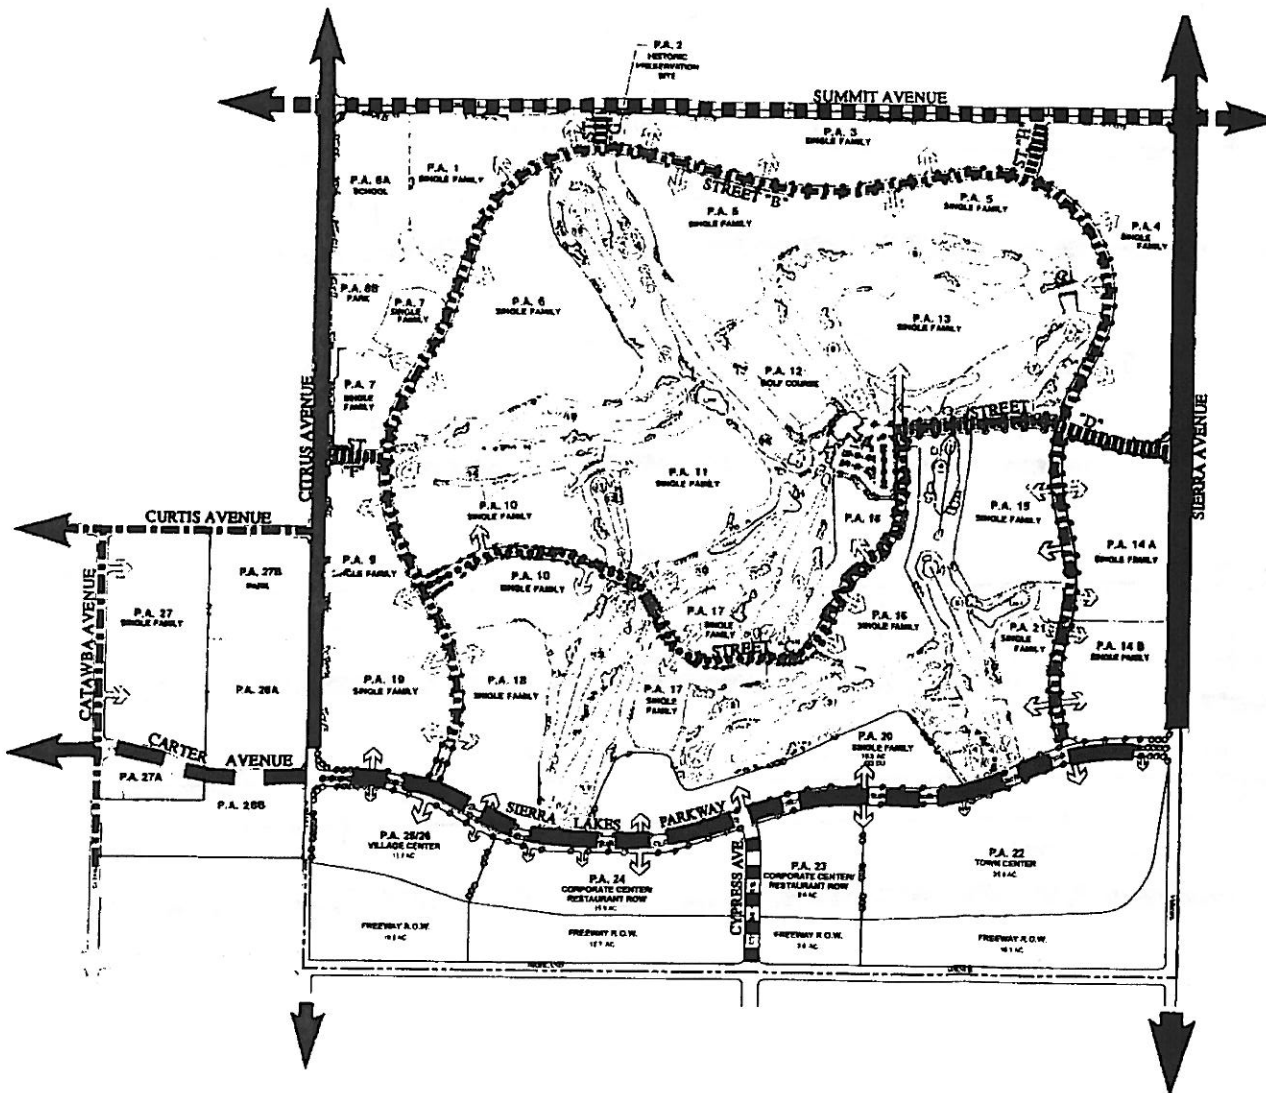 P.A. 2
HISTORIC
PRESERVATION
SITE
SUMMIT AVENUE
P.A. 3
SINGLE FAMILY
ST "H"
P.A. 1
SINGLE FAMILY
P.A. 8A
SCHOOL
STREET "B"
P.A. 5
SINGLE FAMILY
P.A. 5
SINGLE FAMILY
P.A. 4
SINGLE
FAMILY
P.A. 8B
PARK
P.A. 7
SINGLE
FAMILY
P.A. 6
SINGLE FAMILY
P.A. 13
SINGLE FAMILY
P.A. 12
GOLF COURSE
P.A. 7
SINGLE
FAMILY
CITRUS AVENUE
SIERRA AVENUE
STREET "D"
ST
P.A. 11
SINGLE FAMILY
P.A. 10
SINGLE FAMILY
P.A. 15
SINGLE FAMILY
P.A. 16
CURTIS AVENUE
P.A. 14 A
SINGLE FAMILY
P.A. 9
SINGLE FAMILY
P.A. 10
SINGLE FAMILY
P.A. 27B
PARK
CATAWBA AVENUE
P.A. 27
SINGLE FAMILY
P.A. 17
SINGLE
FAMILY
STREET
P.A. 16
SINGLE FAMILY
P.A. 21
SINGLE
FAMILY
P.A. 14 B
SINGLE FAMILY
P.A. 26A
P.A. 19
SINGLE FAMILY
P.A. 18
SINGLE FAMILY
P.A. 17
SINGLE
FAMILY
P.A. 20
SINGLE FAMILY
CARTER AVENUE
P.A. 27A
P.A. 26B
SIERRA LAKES PARKWAY
P.A. 25/26
VILLAGE CENTER
P.A. 24
CORPORATE CENTER/
RESTAURANT ROW
CYPRESS AVE.
P.A. 23
CORPORATE CENTER/
RESTAURANT ROW
P.A. 22
TOWN CENTER
FREEWAY R.O.W.
FREEWAY R.O.W.
FREEWAY R.O.W.
FREEWAY R.O.W.
HIGHLAND